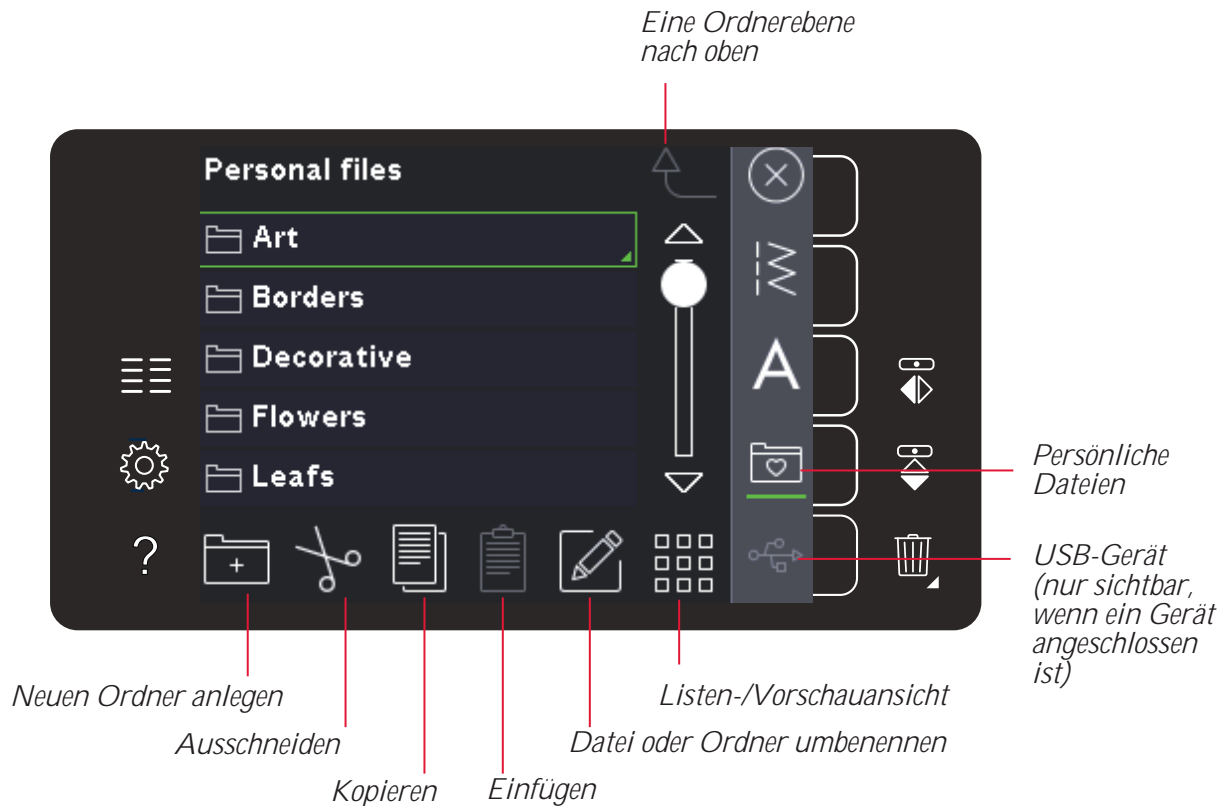 Eine Ordnerebene
nach oben
Personal files
Art
Borders
Decorative
Flowers
Leafs
A
?
Persönliche
Dateien
USB-Gerät
(nur sichtbar,
wenn ein Gerät
angeschlossen
ist)
Neuen Ordner anlegen
Listen-/Vorschauansicht
Ausschneiden
Datei oder Ordner umbenennen
Kopieren
Einfügen